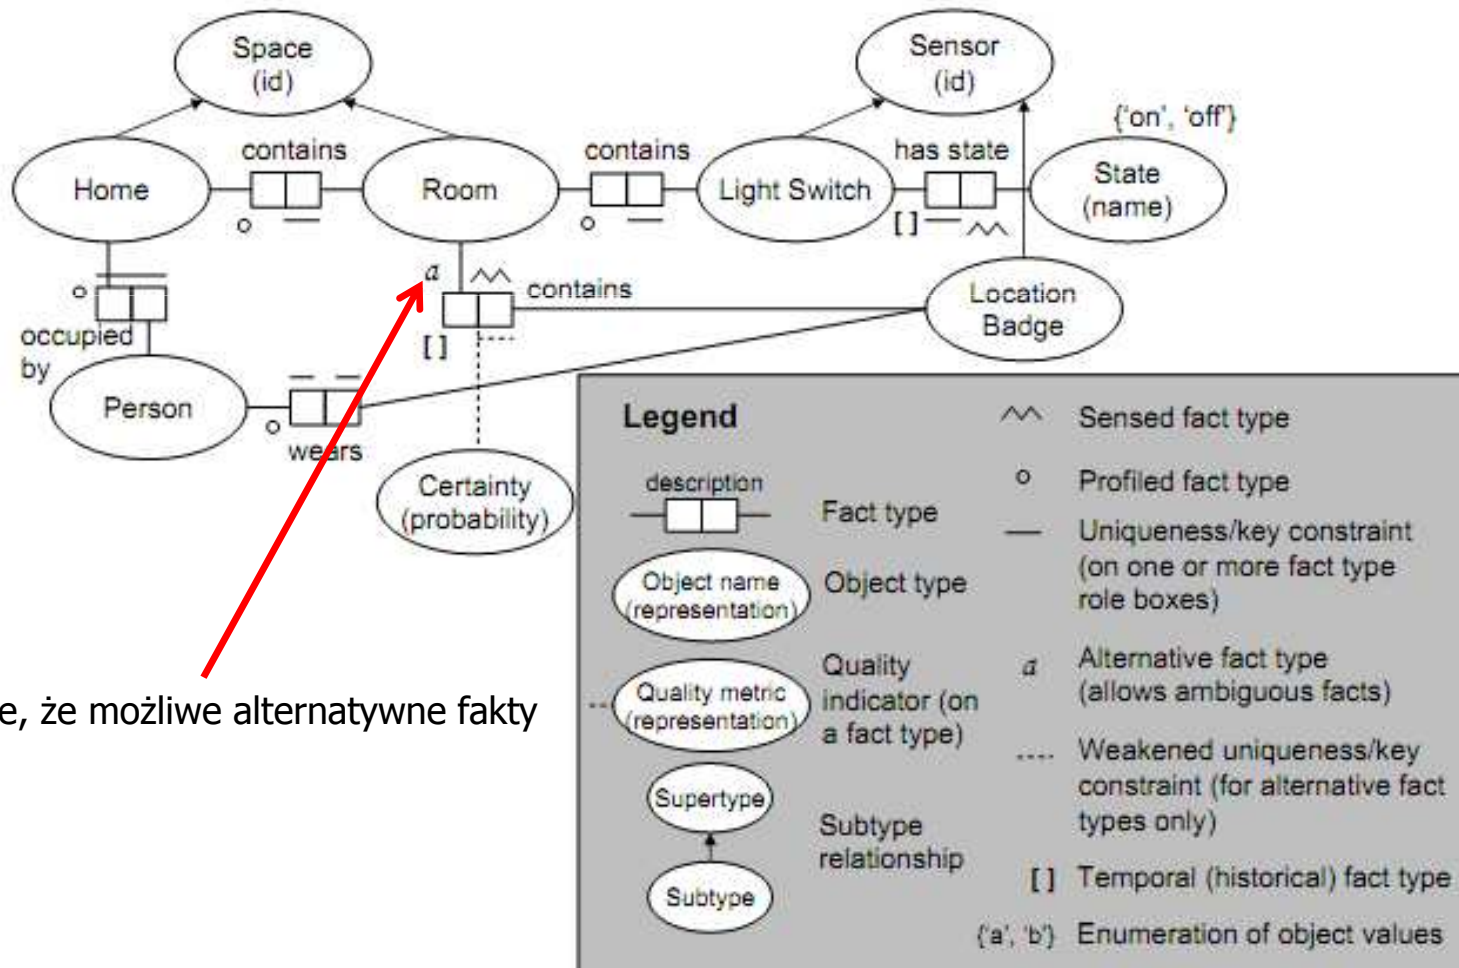 Space
(id)
Sensor
(id)
{'on', 'off'}
contains
contains
has state
Home
Room
Light Switch
State
(name)
[ ]
a
contains
Location
Badge
[ ]
occupied
by
Person
wears
Certainty
(probability)
że możliwe alternatywne fakty
Legend
description
Fact type
Object name
(representation)
Object type
Quality metric
(representation)
Quality
indicator (on
a fact type)
Supertype
Subtype
Subtype
relationship
Sensed fact type
Profiled fact type
Uniqueness/key constraint
(on one or more fact type
role boxes)
a
Alternative fact type
(allows ambiguous facts)
Weakened uniqueness/key
constraint (for alternative fact
types only)
[ ] Temporal (historical) fact type
{'a', 'b'} Enumeration of object values